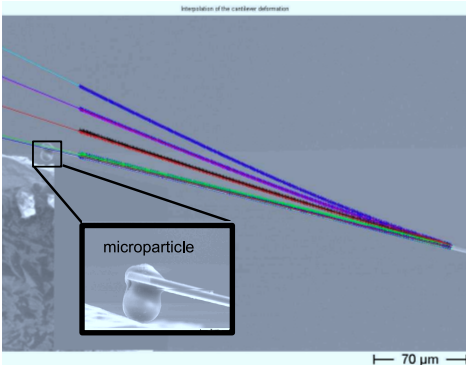 Interpolation of the cantilever deformation
microparticle
70 μm